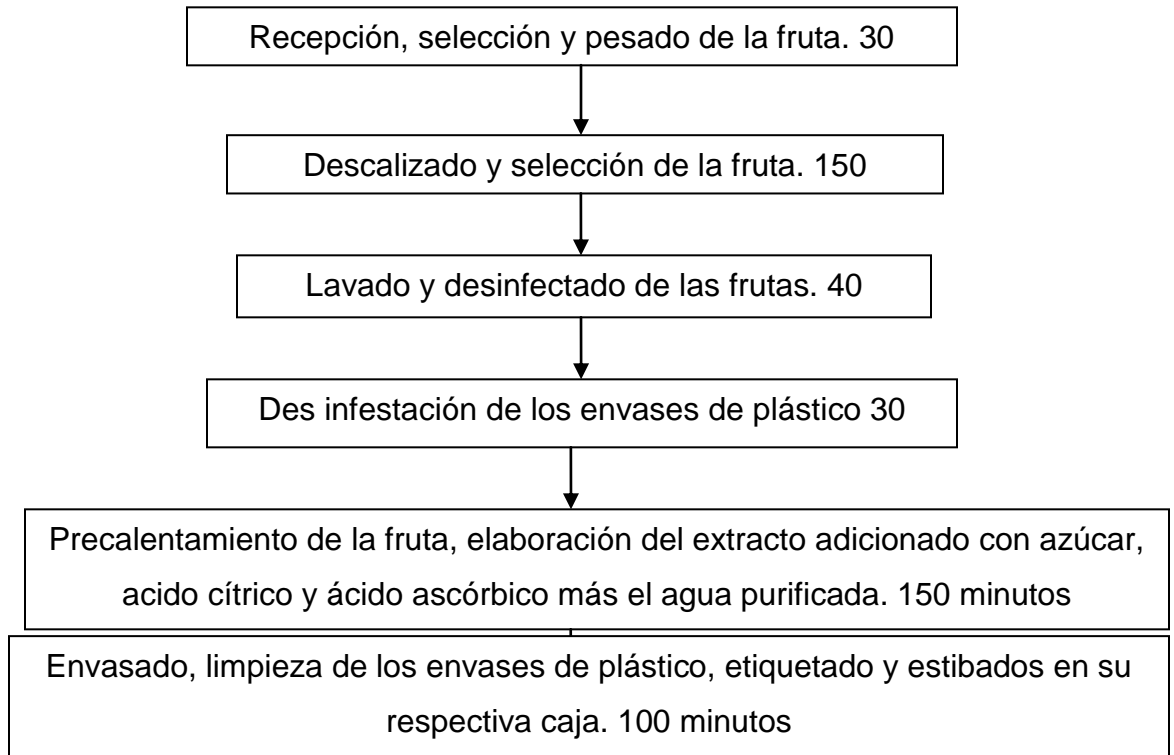 Recepción, selección y pesado de la fruta. 30
Descalizado y selección de la fruta. 150
Lavado y desinfectado de las frutas. 40
Des infestación de los envases de plástico 30
Precalentamiento de la fruta, elaboración del extracto adicionado con azúcar,
acido cítrico y ácido ascórbico más el agua purificada. 150 minutos
Envasado, limpieza de los envases de plástico, etiquetado y estibados en su
respectiva caja. 100 minutos